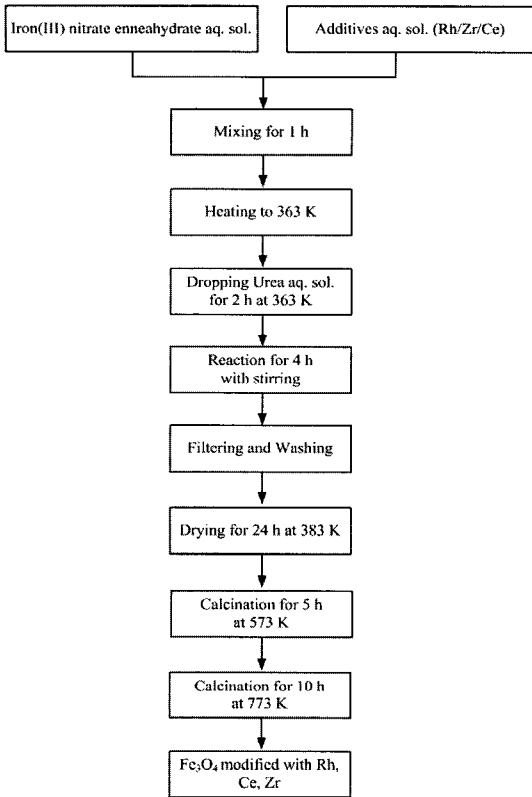 Iron(III) nitrate enneahydrate aq. sol.
Additives aq. sol. (Rh/Zr/Ce)
Mixing for 1 h
Heating to 363 K
Dropping Urea aq. sol.
for 2 h at 363 K
Reaction for 4 h
with stirring
Filtering and Washing
Drying for 24 h at 383 K
Calcination for 5 h
at 573 K
Calcination for 10 h
at 773 K
Fe₃O₄ modified with Rh,
Ce, Zr